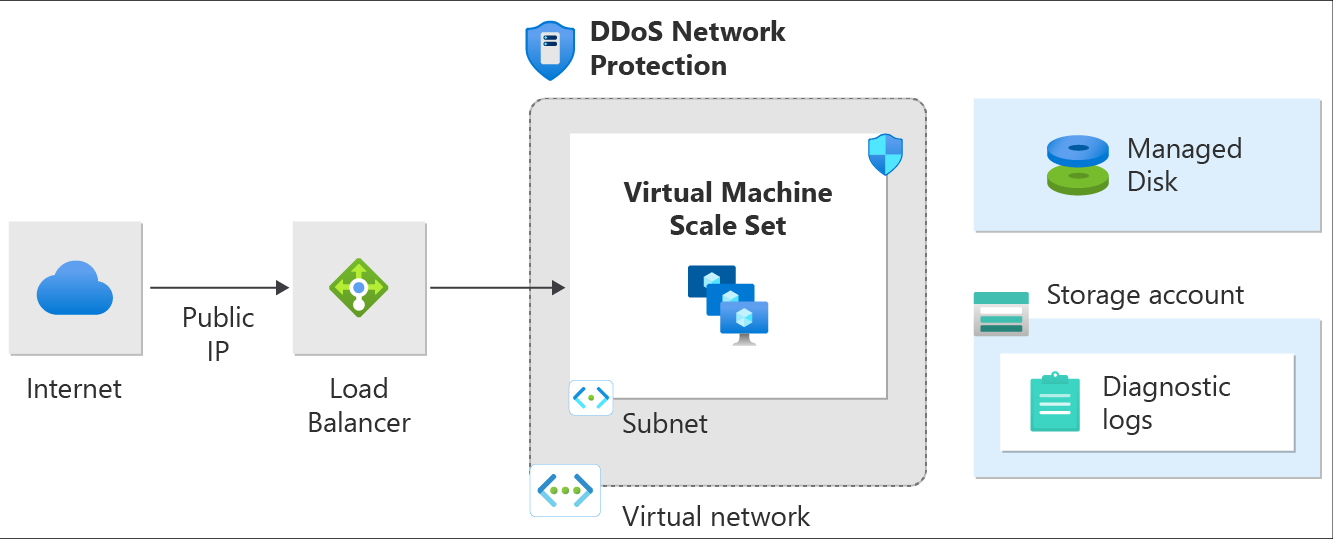 DDoS Network
Protection
Virtual Machine
Scale Set
Managed
Disk
Public
IP
Internet
Load
Balancer
Subnet
Virtual network
Storage account
Diagnostic
logs